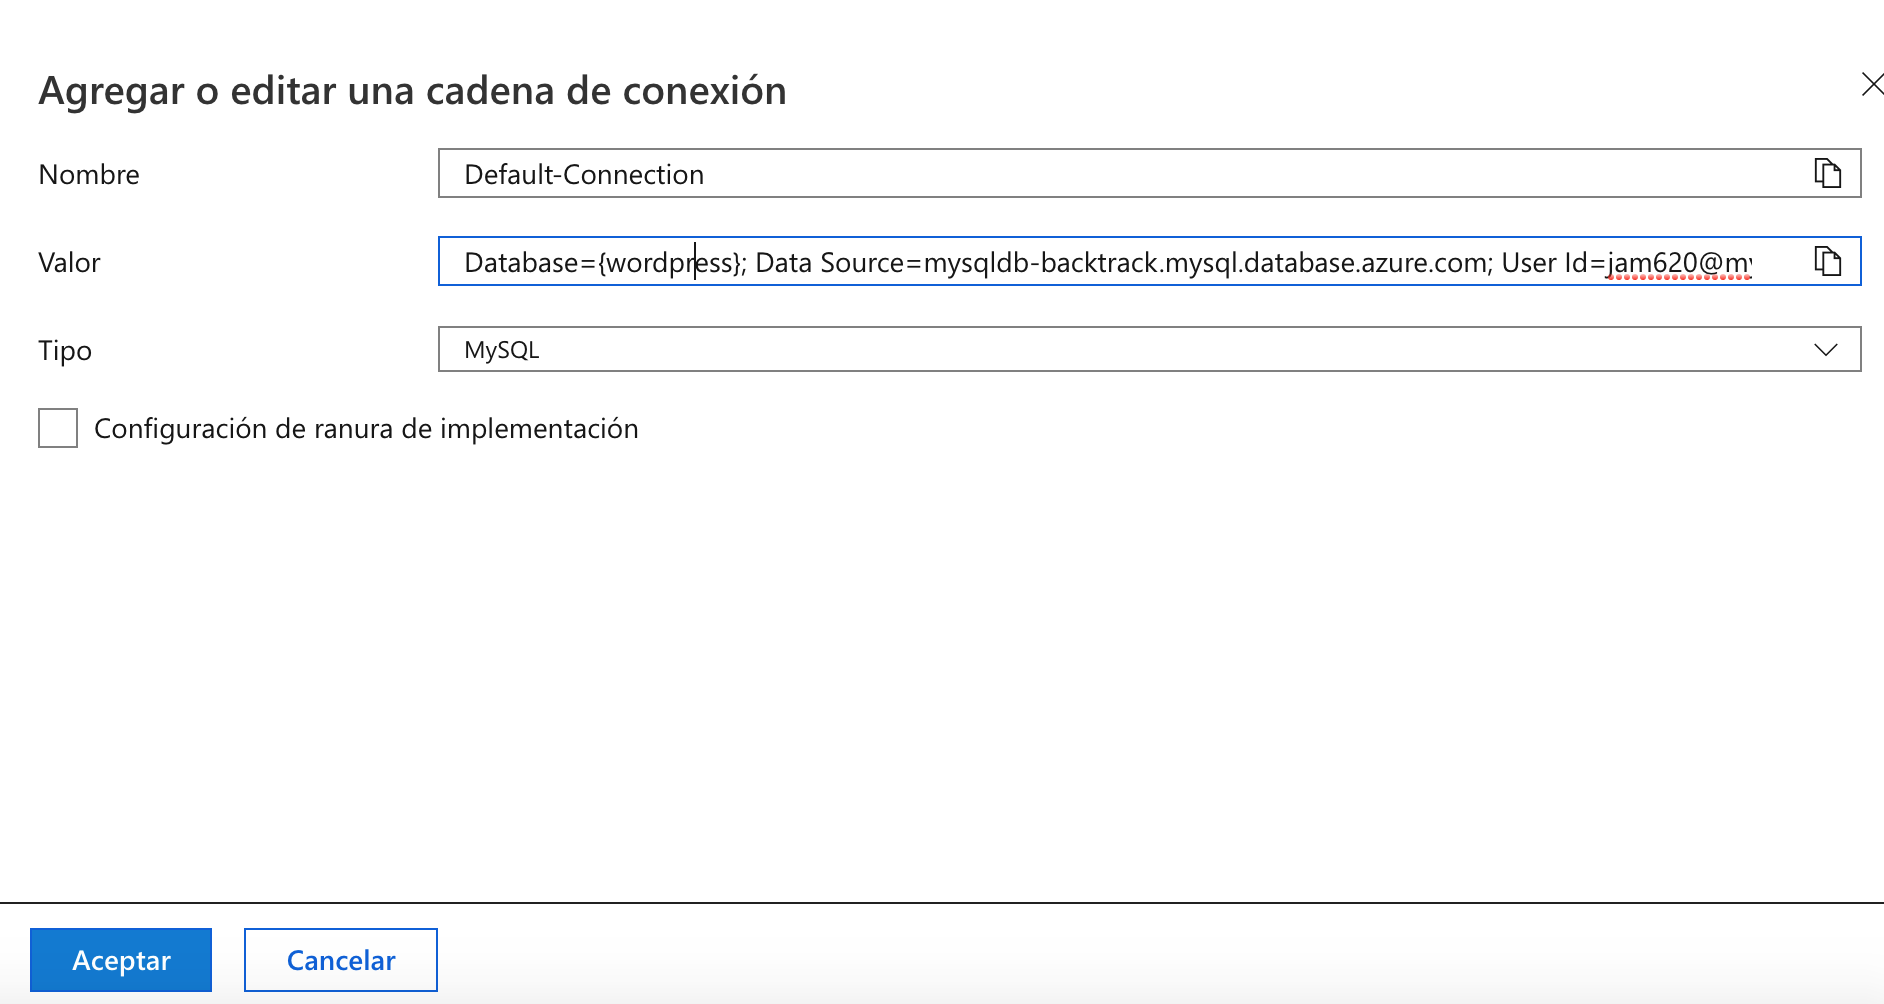 Agregar o editar una cadena de conexión
Nombre
Default-Connection
Valor
Database={wordpress}; Data Source=mysqldb-backtrack.mysql.database.azure.com; User Id=jam620@my
Tipo
MySQL
Configuración de ranura de implementación
Aceptar
Cancelar